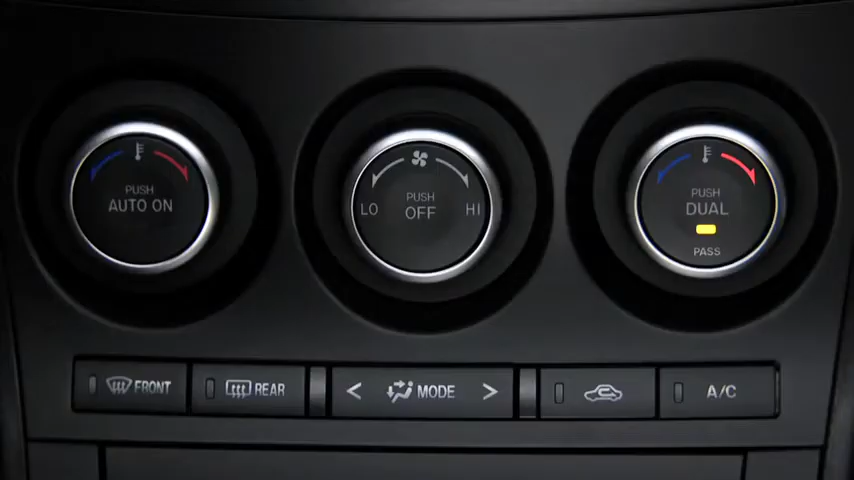 PUSH
AUTO ON
PUSH
OFF
LO
HI
PUSH
DUAL
PASS
FRONT
REAR
< MODE >
A/C